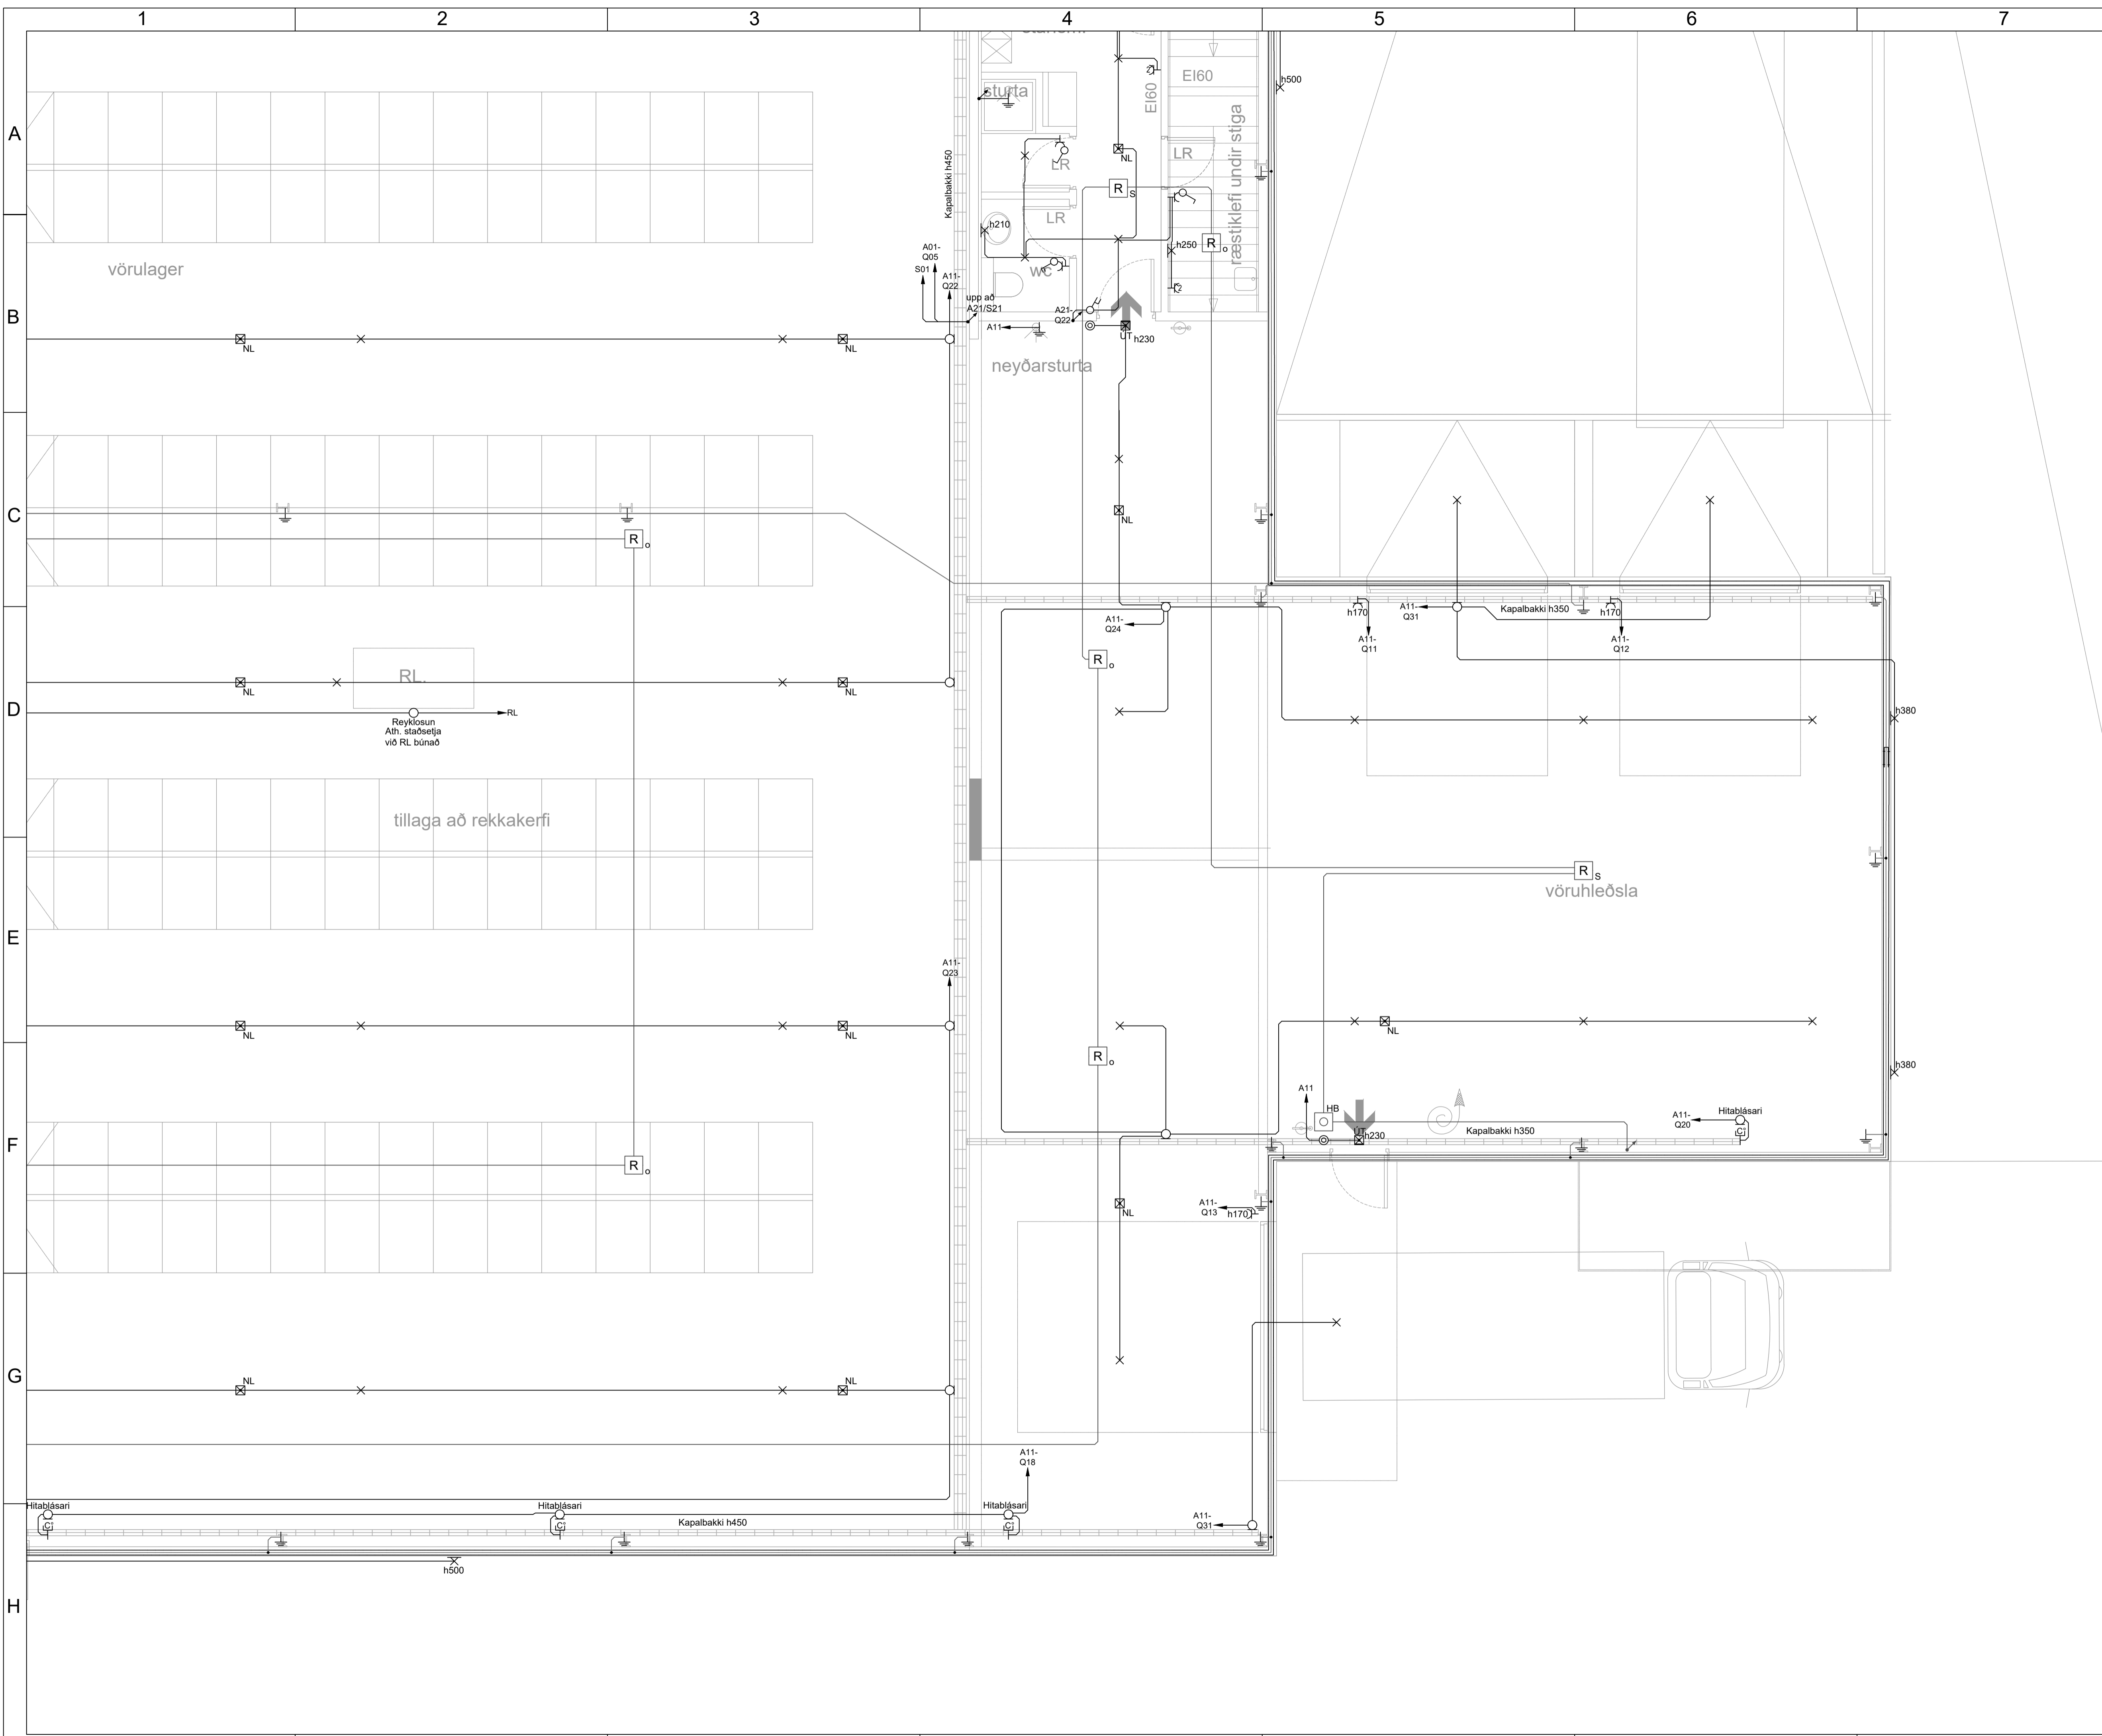 1 2 3 4 5 6 7
A
B
C
D
E
F
G
H
h500
EI60
EI60
2
sturta
LR
LR
LR
NL
R S
ræstiklefi undir stiga
Kapalbakki h450
h210
h250
R o
2
wc
vörulager
A01-
Q05
S01
A11-
Q22
upp að
A21/S21
A11
A21-
Q22
ÚT h230
neyðarsturta
NL
NL
NL
R o
A11-
Q24
h170
A11-
Q11
A11-
Q31
Kapalbakki h350
h170
A11-
Q12
R o
RL.
NL
NL
RL
Reyklosun
Ath. staðsetja
við RL búnað
h380
tillaga að rekkakerfi
R S
vöruhleðsla
A11-
Q23
NL
NL
NL
R o
h380
A11
HB
ÚT h230
Kapalbakki h350
A11-
Q20
Hitablásari
R o
NL
A11-
Q13
h170
NL
NL
A11-
Q18
Hitablásari
Hitablásari
Hitablásari
Kapalbakki h450
A11-
Q31
h500